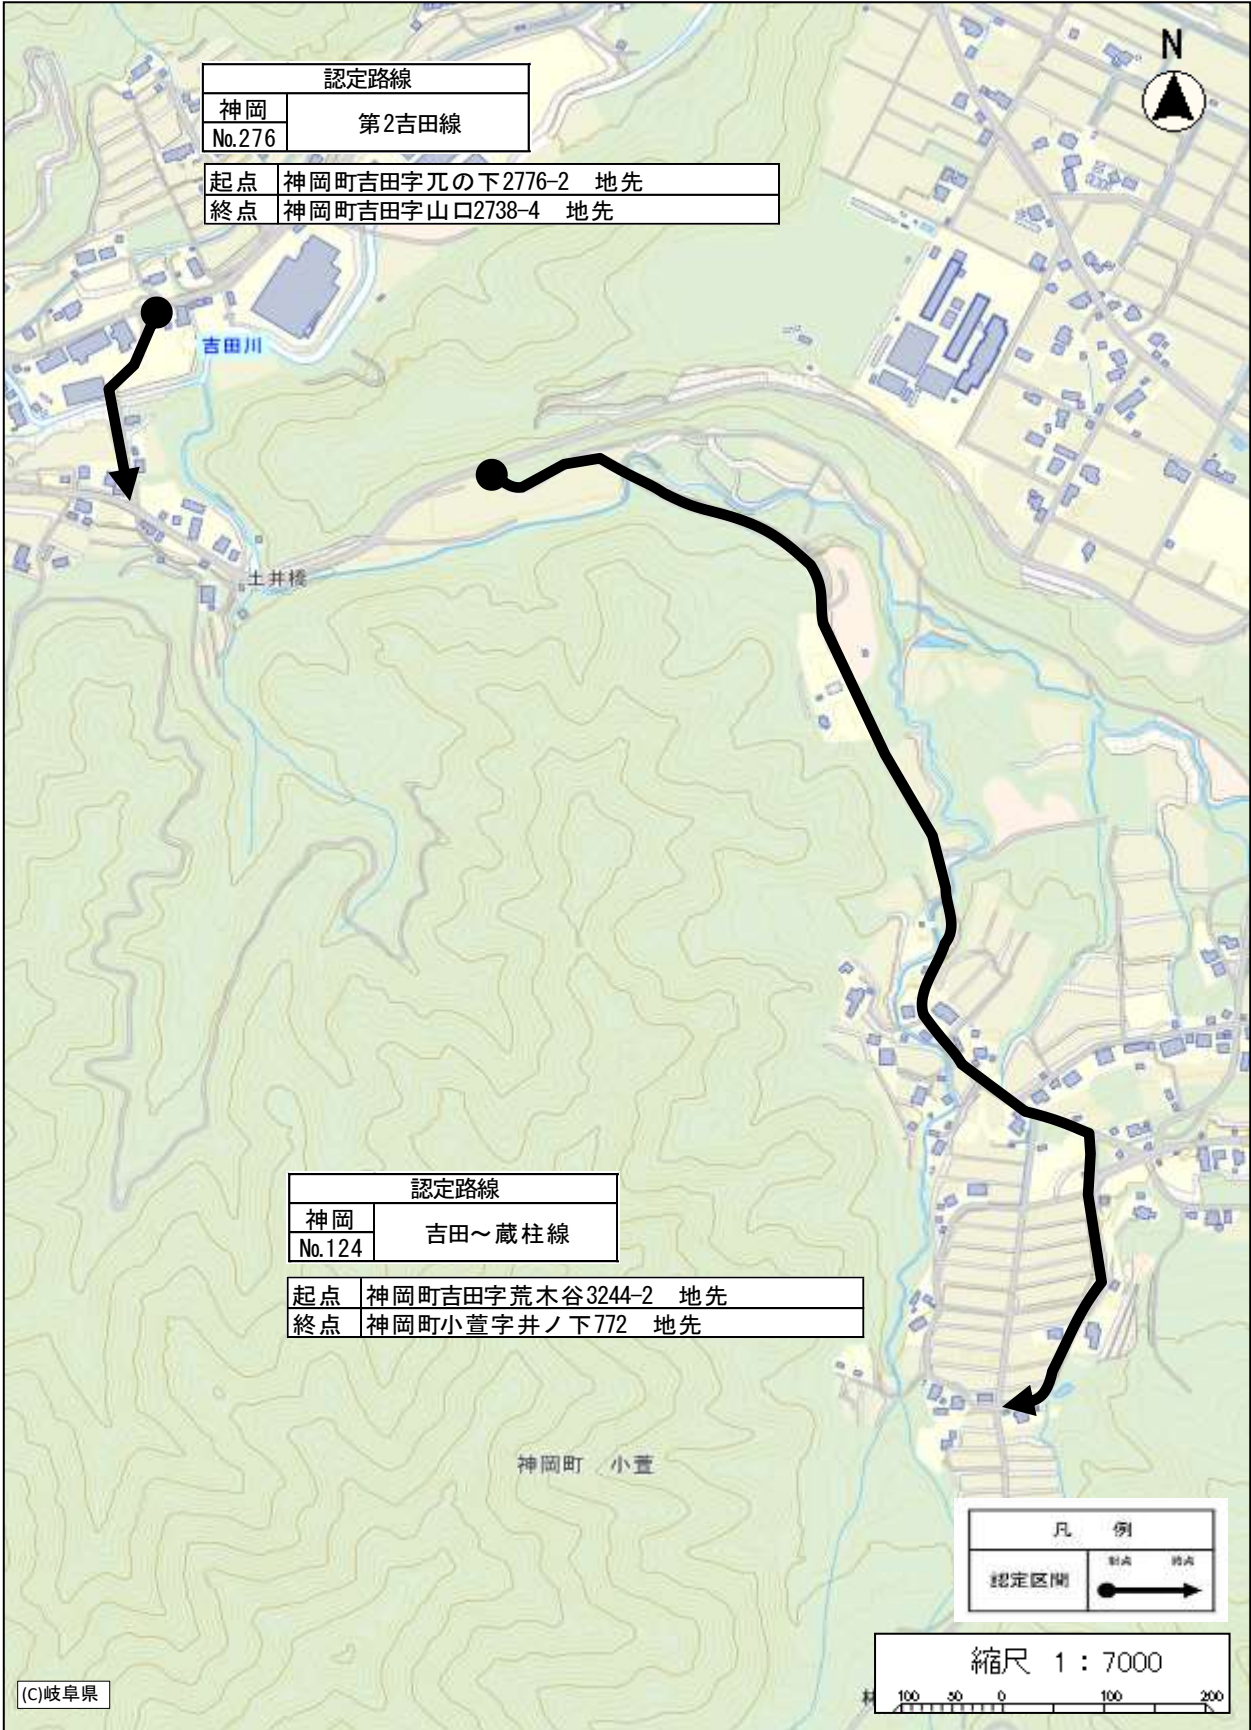 N
認定路線
神岡
No.276
第2吉田線
起点 神岡町吉田字兀の下2776-2 地先
終点 神岡町吉田字山口2738-4 地先
吉田川
土井橋
認定路線
神岡
No.124
吉田～蔵柱線
起点 神岡町吉田字荒木谷3244-2 地先
終点 神岡町小萱字井ノ下772 地先
神岡町 小萱
凡 例
認定区間
起点 終点
縮尺 1：7000
100 50 0 100 200
(C)岐阜県